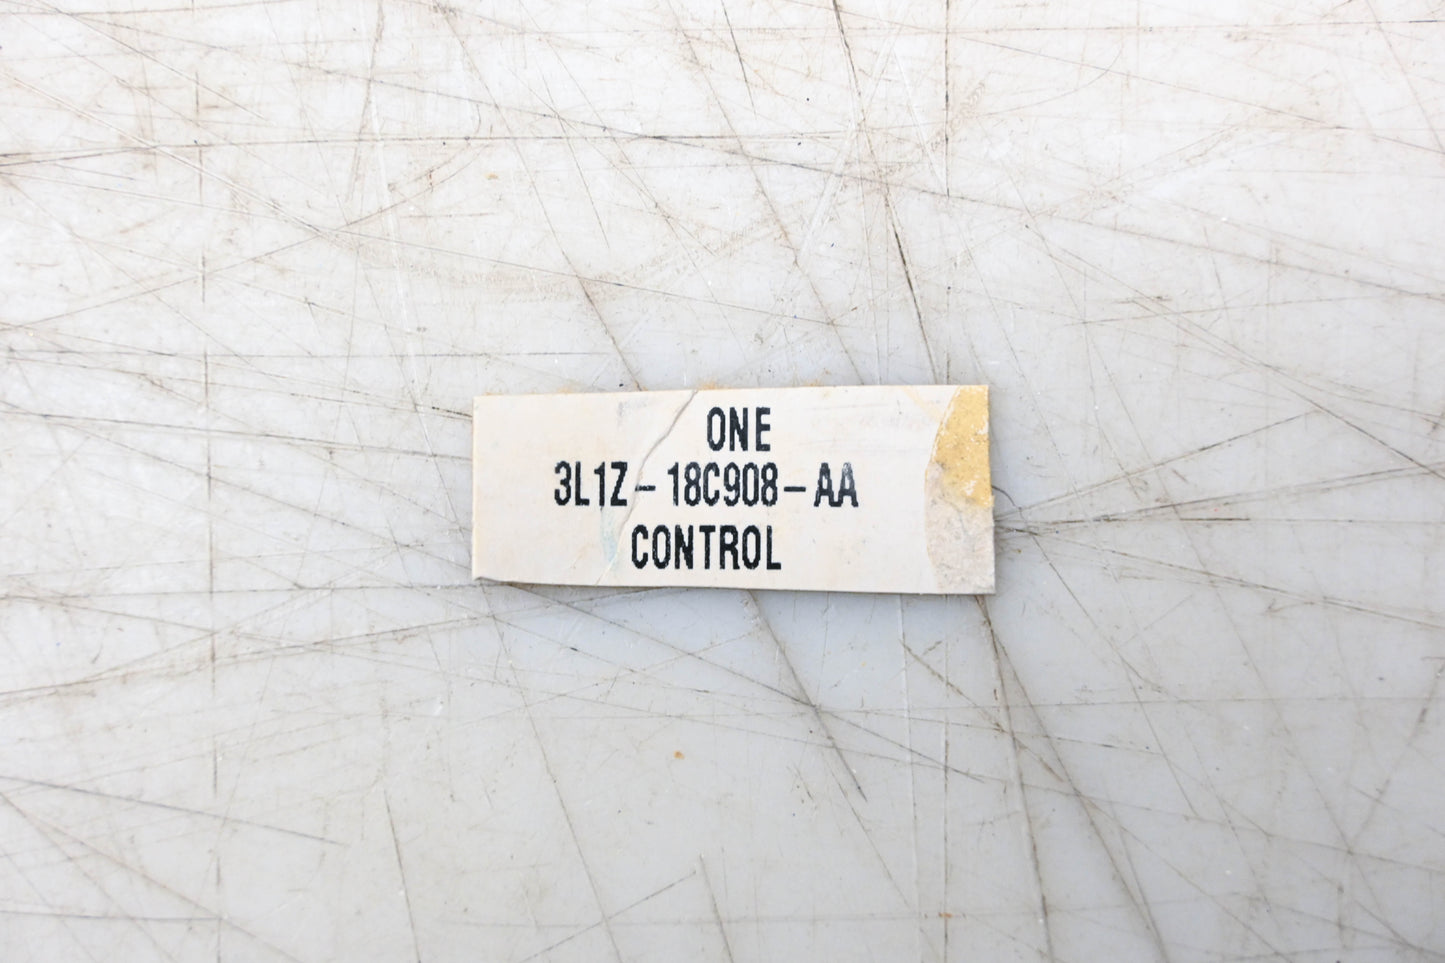 ONE
3L1Z-18C908-AA
CONTROL